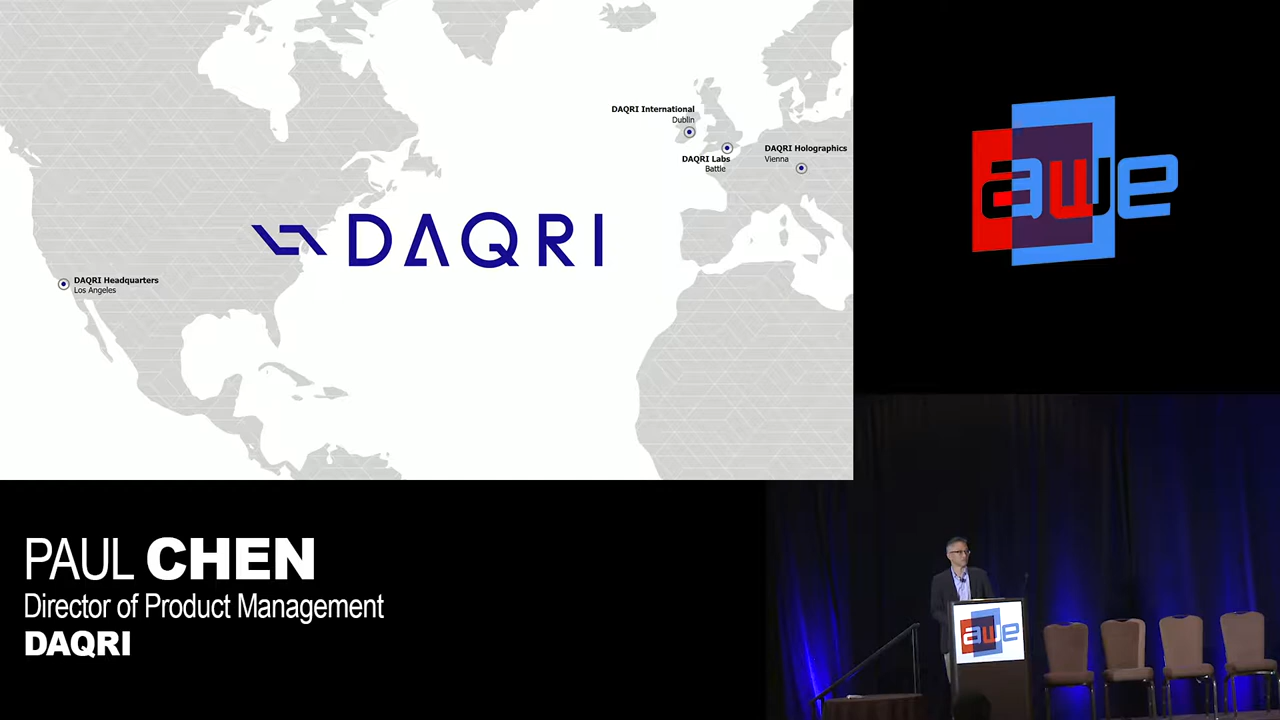 DAQRI International
Dublin
DAQRI Labs
Battle
DAQRI Holographics
Vienna
DAQRI
DAQRI Headquarters
Los Angeles
awe
PAUL CHEN
Director of Product Management
DAQRI
awe